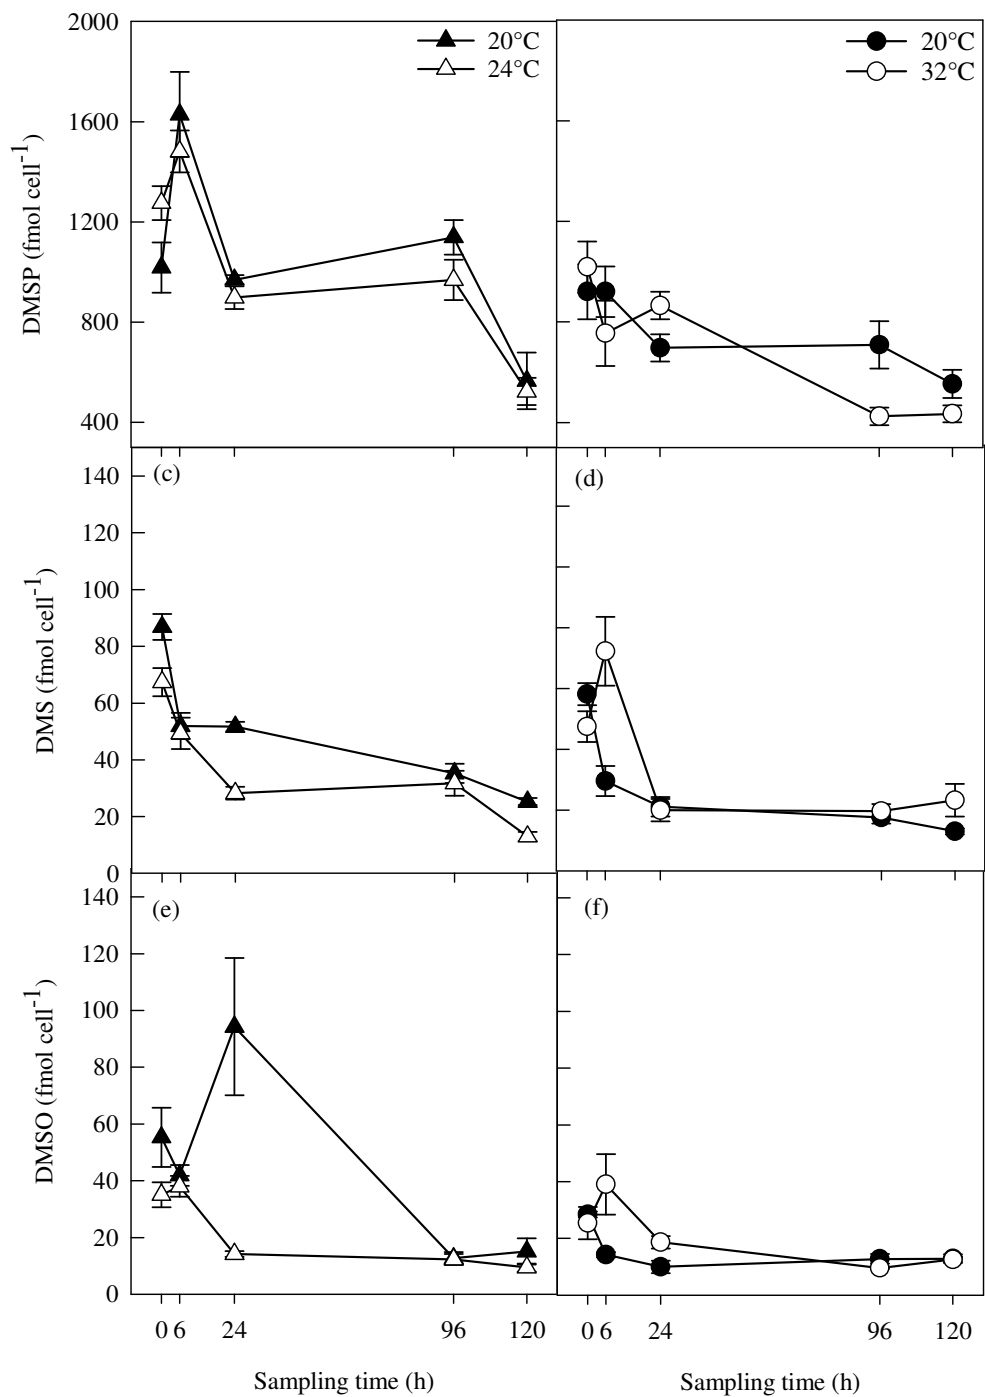 2000
1600
1200
800
400
DMSP (fmol cell-1)
20°C
24°C
20°C
32°C
(c)
(d)
140
120
100
80
60
40
20
0
DMS (fmol cell-1)
(e)
(f)
140
120
100
80
60
40
20
0
DMSO (fmol cell-1)
0 6 24 96 120
0 6 24 96 120
Sampling time (h)
Sampling time (h)